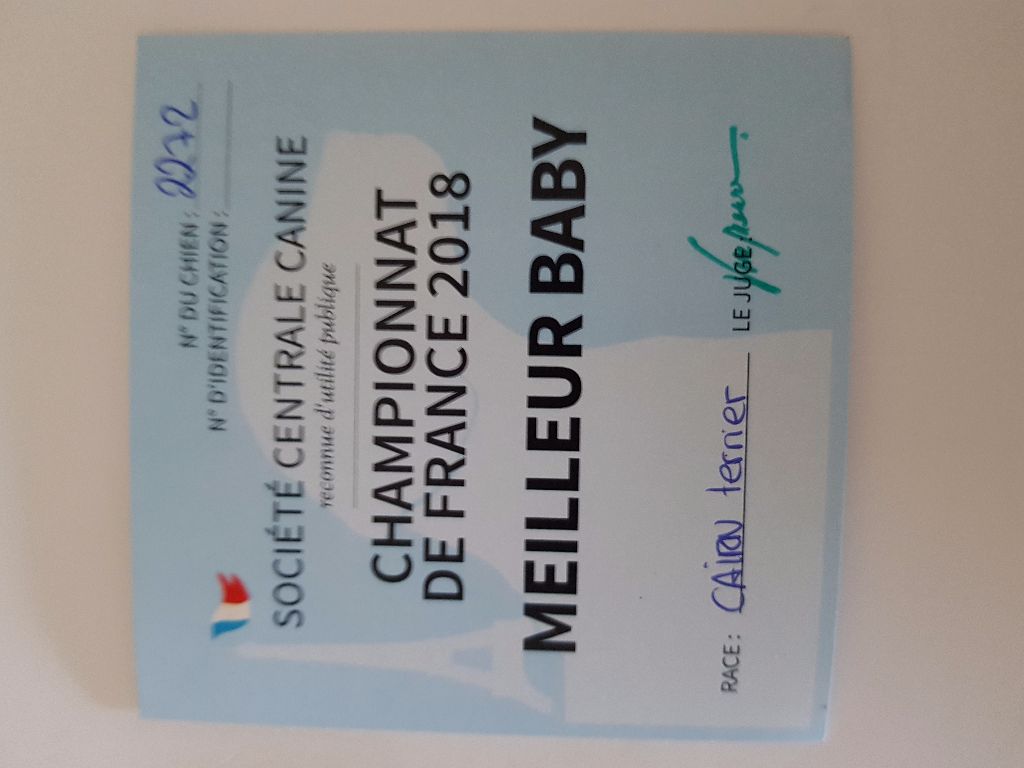 N° DU CHIEN : 2272
N° D'IDENTIFICATION :
SOCIÉTÉ CENTRALE CANINE
reconnue d'utilité publique
CHAMPIONNAT
DE FRANCE 2018
MEILLEUR BABY
RACE : CAIRN terrier LE JUGE :